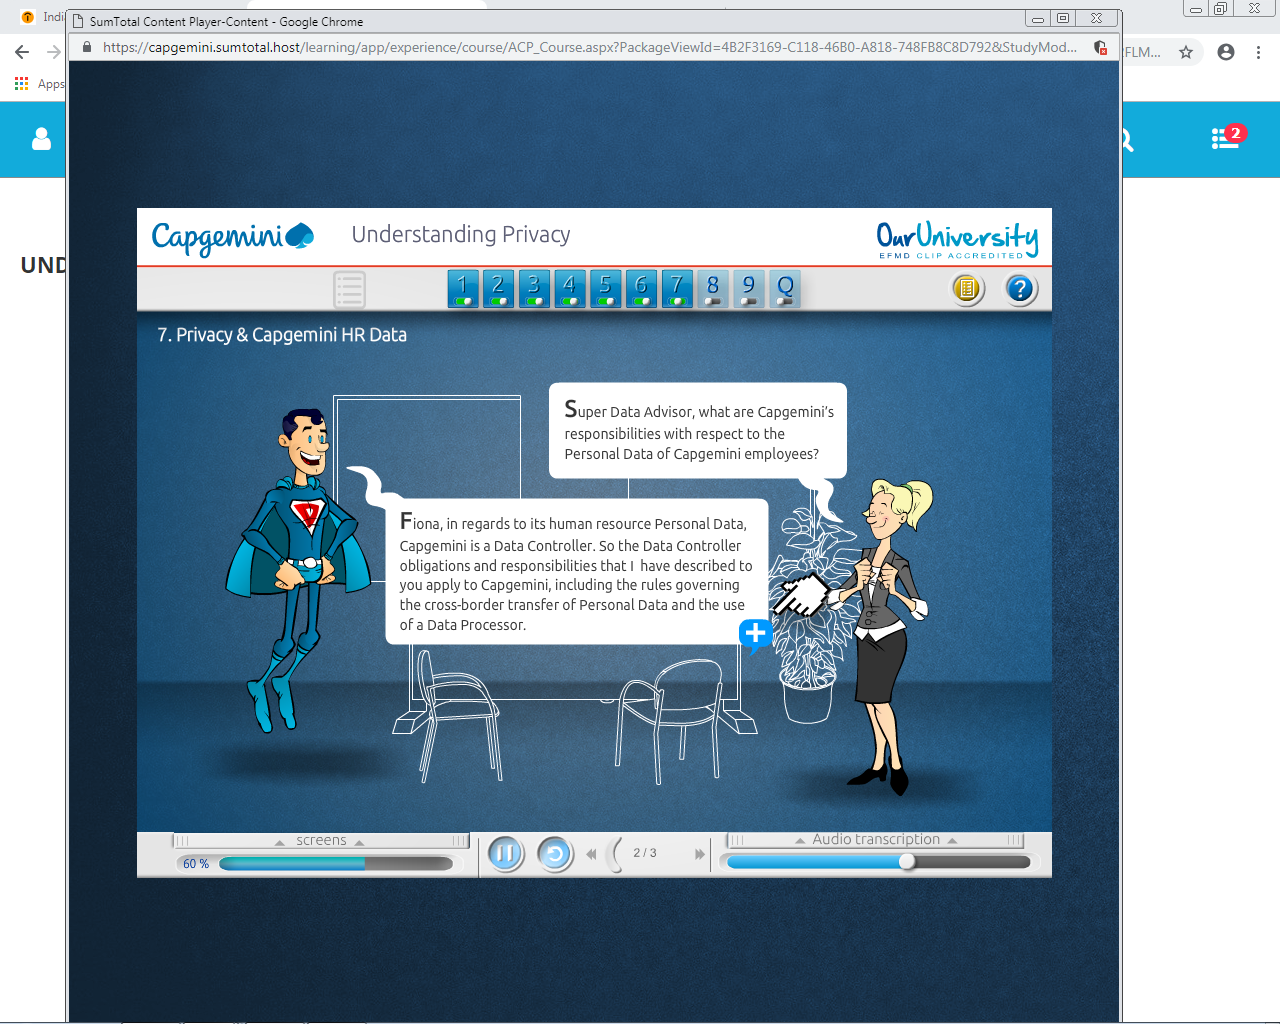 Indi
SumTotal Content Player-Content - Google Chrome
https://capgemini.sumtotal.host/learning/app/experience/course/ACP_Course.aspx?PackageViewId=4B2F3169-C118-46B0-A818-748FB8C8D792&StudyMod...
2FLM...
Apps
2
UND
Capgemini
Understanding Privacy
OurUniversity
EFMD CLIP ACCREDITED
1 2 3 4 5 6 7 8 9 Q
?
7. Privacy & Capgemini HR Data
Super Data Advisor, what are Capgemini's
responsibilities with respect to the
Personal Data of Capgemini employees?
Fiona, in regards to its human resource Personal Data,
Capgemini is a Data Controller. So the Data Controller
obligations and responsibilities that I have described to
you apply to Capgemini, including the rules governing
the cross-border transfer of Personal Data and the use
of a Data Processor.
screens
60 %
2 / 3
Audio transcription